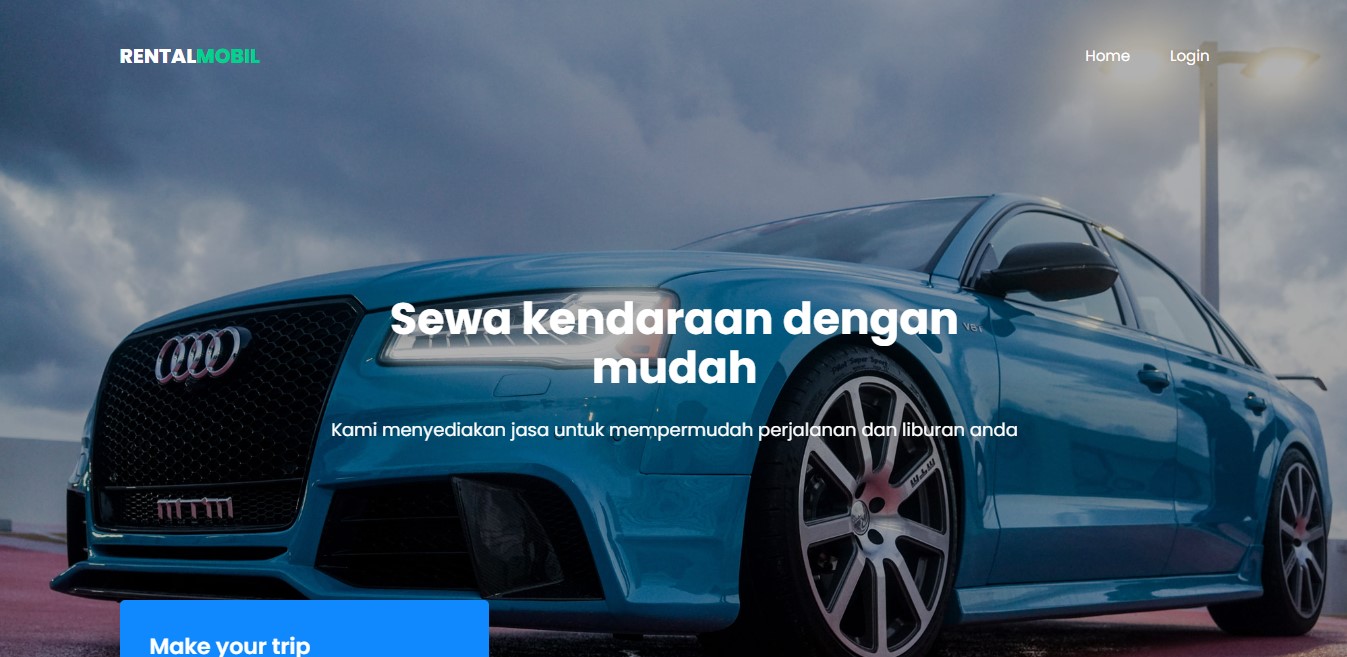 RENTALMOBIL
Home
Login
Sewa kendaraan dengan
mudah
Kami menyediakan jasa untuk mempermudah perjalanan dan liburan anda
mTm
Make your trip